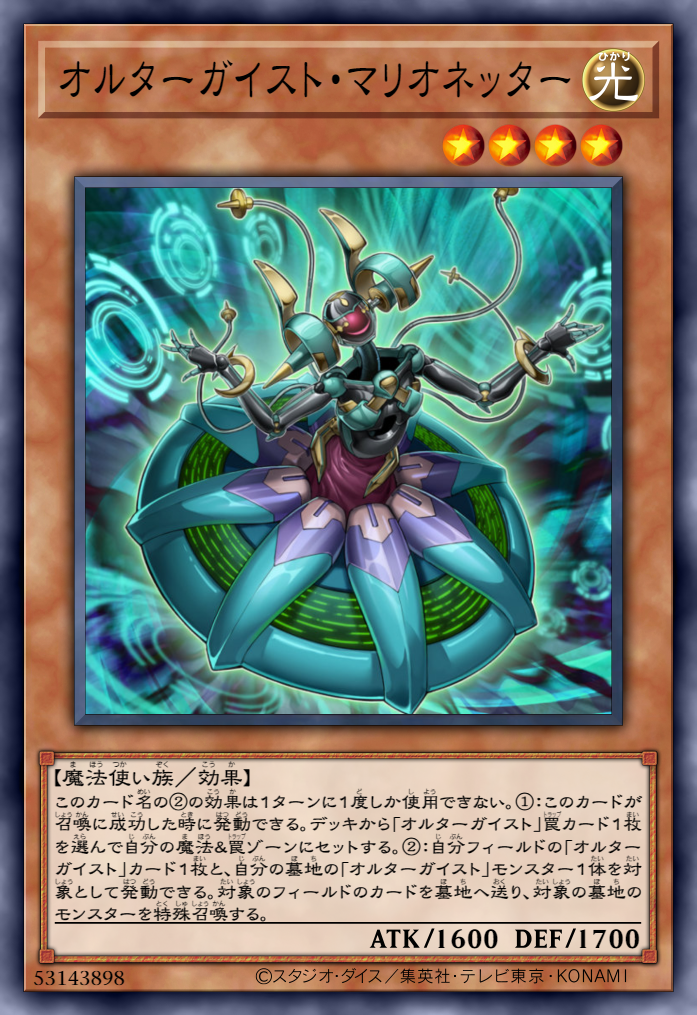 オルターガイスト・マリオネッター
ひかり
光
【魔法使い族／効果】
このカード名の②の効果は1ターンに1度しか使用できない。①：このカードが
召喚に成功した時に発動できる。デッキから「オルターガイスト」罠カード1枚
を選んで自分の魔法&罠ゾーンにセットする。②：自分フィールドの「オルター
ガイスト」カード1枚と、自分の墓地の「オルターガイスト」モンスター1体を対
象として発動できる。対象のフィールドのカードを墓地へ送り、対象の墓地の
モンスターを特殊召喚する。
ATK/1600 DEF/1700
53143898 ©スタジオ・ダイス／集英社・テレビ東京・KONAMI